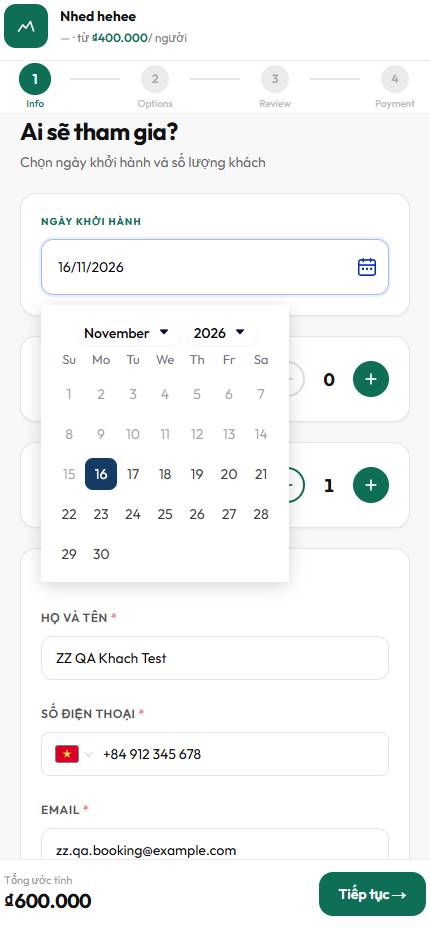 Nhed hehee
— · từ ₫400.000/ người
1
2
3
4
Info
Options
Review
Payment
Ai sẽ tham gia?
Chọn ngày khởi hành và số lượng khách
NGÀY KHỞI HÀNH
16/11/2026
November 2026
Su Mo Tu We Th Fr Sa
1 2 3 4 5 6 7
8 9 10 11 12 13 14
15 16 17 18 19 20 21
22 23 24 25 26 27 28
29 30
0 +
1 +
HỌ VÀ TÊN *
ZZ QA Khach Test
SỐ ĐIỆN THOẠI *
+84 912 345 678
EMAIL *
zz.qa.booking@example.com
Tổng ước tính
₫600.000
Tiếp tục →